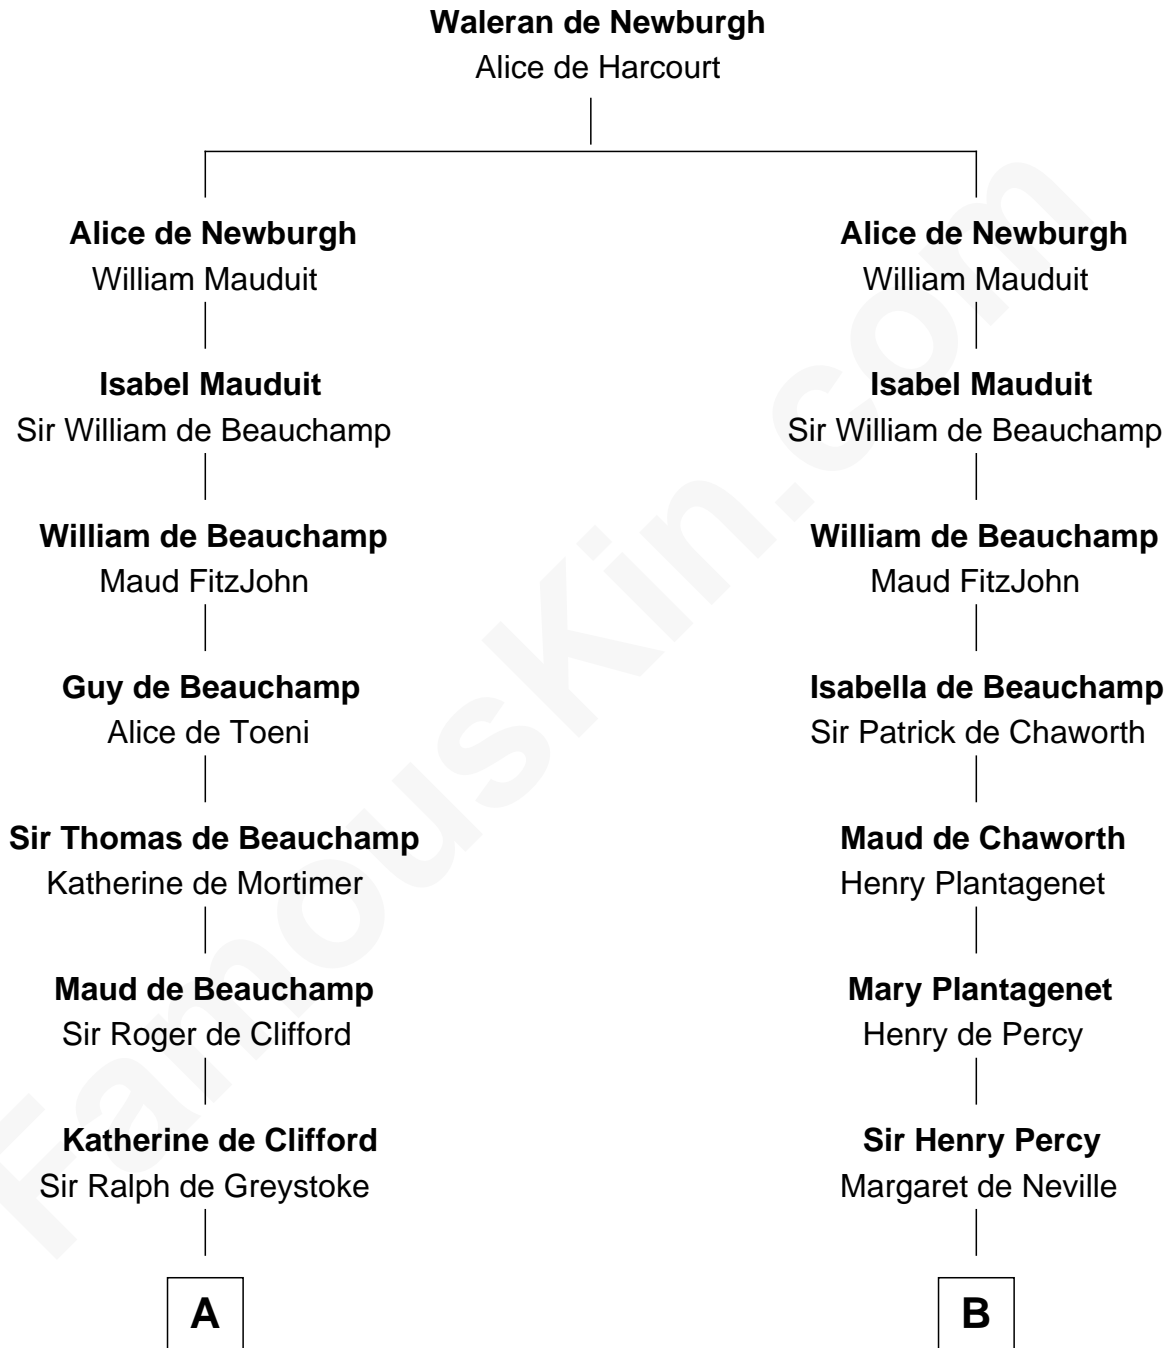 Waleran de Newburgh
Alice de Harcourt
Alice de Newburgh
William Mauduit
Alice de Newburgh
William Mauduit
Isabel Mauduit
Sir William de Beauchamp
Isabel Mauduit
Sir William de Beauchamp
William de Beauchamp
Maud FitzJohn
William de Beauchamp
Maud FitzJohn
Guy de Beauchamp
Alice de Toeni
Isabella de Beauchamp
Sir Patrick de Chaworth
Sir Thomas de Beauchamp
Katherine de Mortimer
Maud de Chaworth
Henry Plantagenet
Maud de Beauchamp
Sir Roger de Clifford
Mary Plantagenet
Henry de Percy
Katherine de Clifford
Sir Ralph de Greystoke
Sir Henry Percy
Margaret de Neville
A
B
FamousKin.com